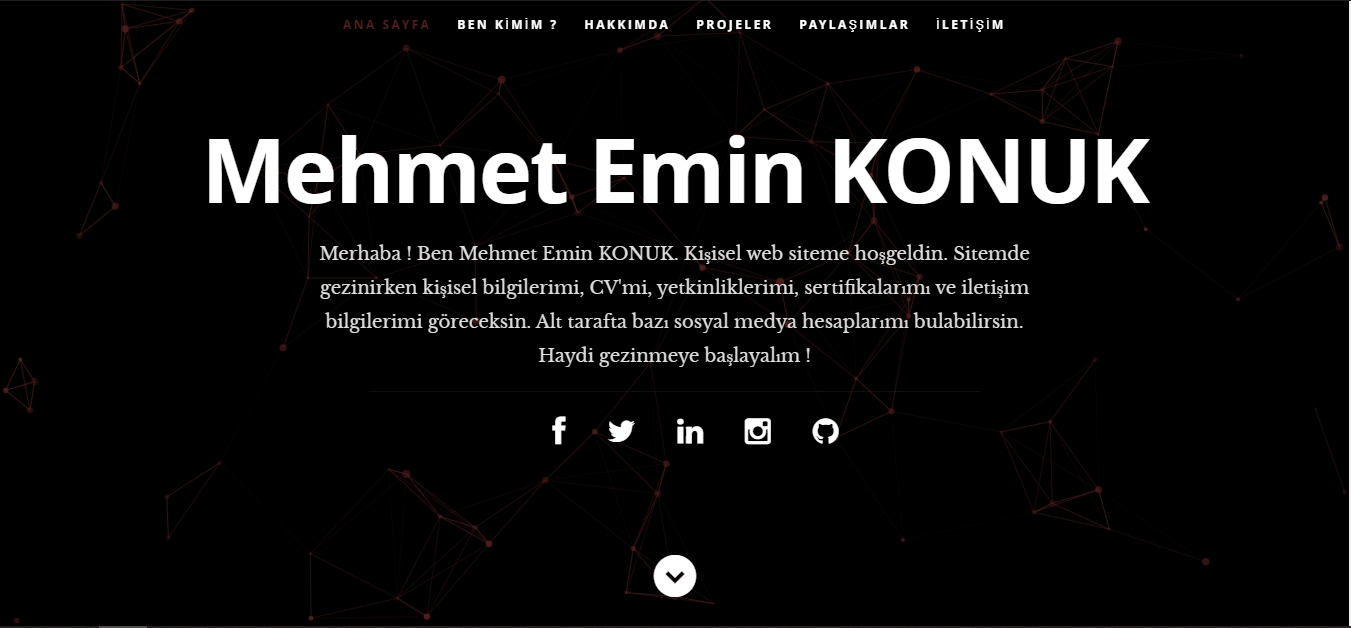 ANA SAYFA BEN KİMİM ? HAKKIMDA PROJELER PAYLAŞIMLAR İLETİŞİM
Mehmet Emin KONUK
Merhaba ! Ben Mehmet Emin KONUK. Kişisel web siteme hoşgeldin. Sitemde
gezinirken kişisel bilgilerimi, CV'mi, yetkinliklerimi, sertifikalarımı ve iletişim
bilgilerimi göreceksin. Alt tarafta bazı sosyal medya hesaplarımı bulabilirsin.
Haydi gezinmeye başlayalım !